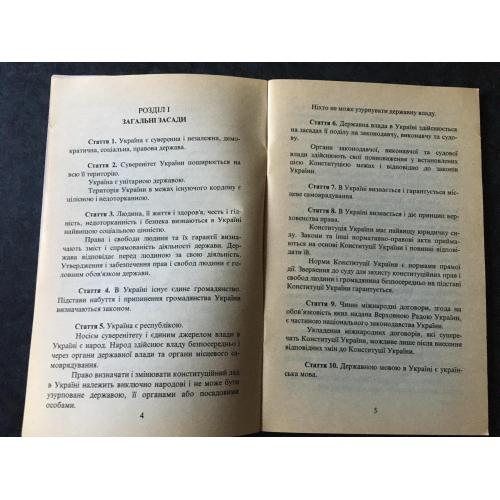 РОЗДІЛ I
ЗАГАЛЬНІ ЗАСАДИ
Стаття 1. Україна є суверенна і незалежна, демо-
кратична, соціальна, правова держава.
Стаття 2. Суверенітет України поширюється на
всю її територію.
Україна є унітарною державою.
Територія України в межах існуючого кордону є
цілісною і недоторканною.
Стаття 3. Людина, її життя і здоров'я, честь і гід-
ність, недоторканність і безпека визнаються в Україні
найвищою соціальною цінністю.
Права і свободи людини та їх гарантії визна-
чають зміст і спрямованість діяльності держави. Дер-
жава відповідає перед людиною за свою діяльність.
Утвердження і забезпечення прав і свобод людини є го-
ловним обов'язком держави.
Стаття 4. В Україні існує єдине громадянство.
Підстави набуття і припинення громадянства України
визначаються законом.
Стаття 5. Україна є республікою.
Носієм суверенітету і єдиним джерелом влади в
Україні є народ. Народ здійснює владу безпосередньо і
через органи державної влади та органи місцевого са-
моврядування.
Право визначати і змінювати конституційний лад
в Україні належить виключно народові і не може бути
узурповане державою, її органами або посадовими
особами.
4
Ніхто не може узурпувати державну владу.
Стаття 6. Державна влада в Україні здійснюється
на засадах її поділу на законодавчу, виконавчу та судо-
ву.
Органи законодавчої, виконавчої та судової
влади здійснюють свої повноваження у встановлених
цією Конституцією межах і відповідно до законів
України.
Стаття 7. В Україні визнається і гарантується міс-
цеве самоврядування.
Стаття 8. В Україні визнається і діє принцип вер-
ховенства права.
Конституція України має найвищу юридичну си-
лу. Закони та інші нормативно-правові акти прийма-
ються на основі Конституції України і повинні відпові-
дати їй.
Норми Конституції України є нормами прямої
дії. Звернення до суду для захисту конституційних прав і
свобод людини і громадянина безпосередньо на підставі
Конституції України гарантується.
Стаття 9. Чинні міжнародні договори, згода на
обов'язковість яких надана Верховною Радою України,
є частиною національного законодавства України.
Укладення міжнародних договорів, які супере-
чать Конституції України, можливе лише після внесення
відповідних змін до Конституції України.
Стаття 10. Державною мовою в Україні є україн-
ська мова.
5